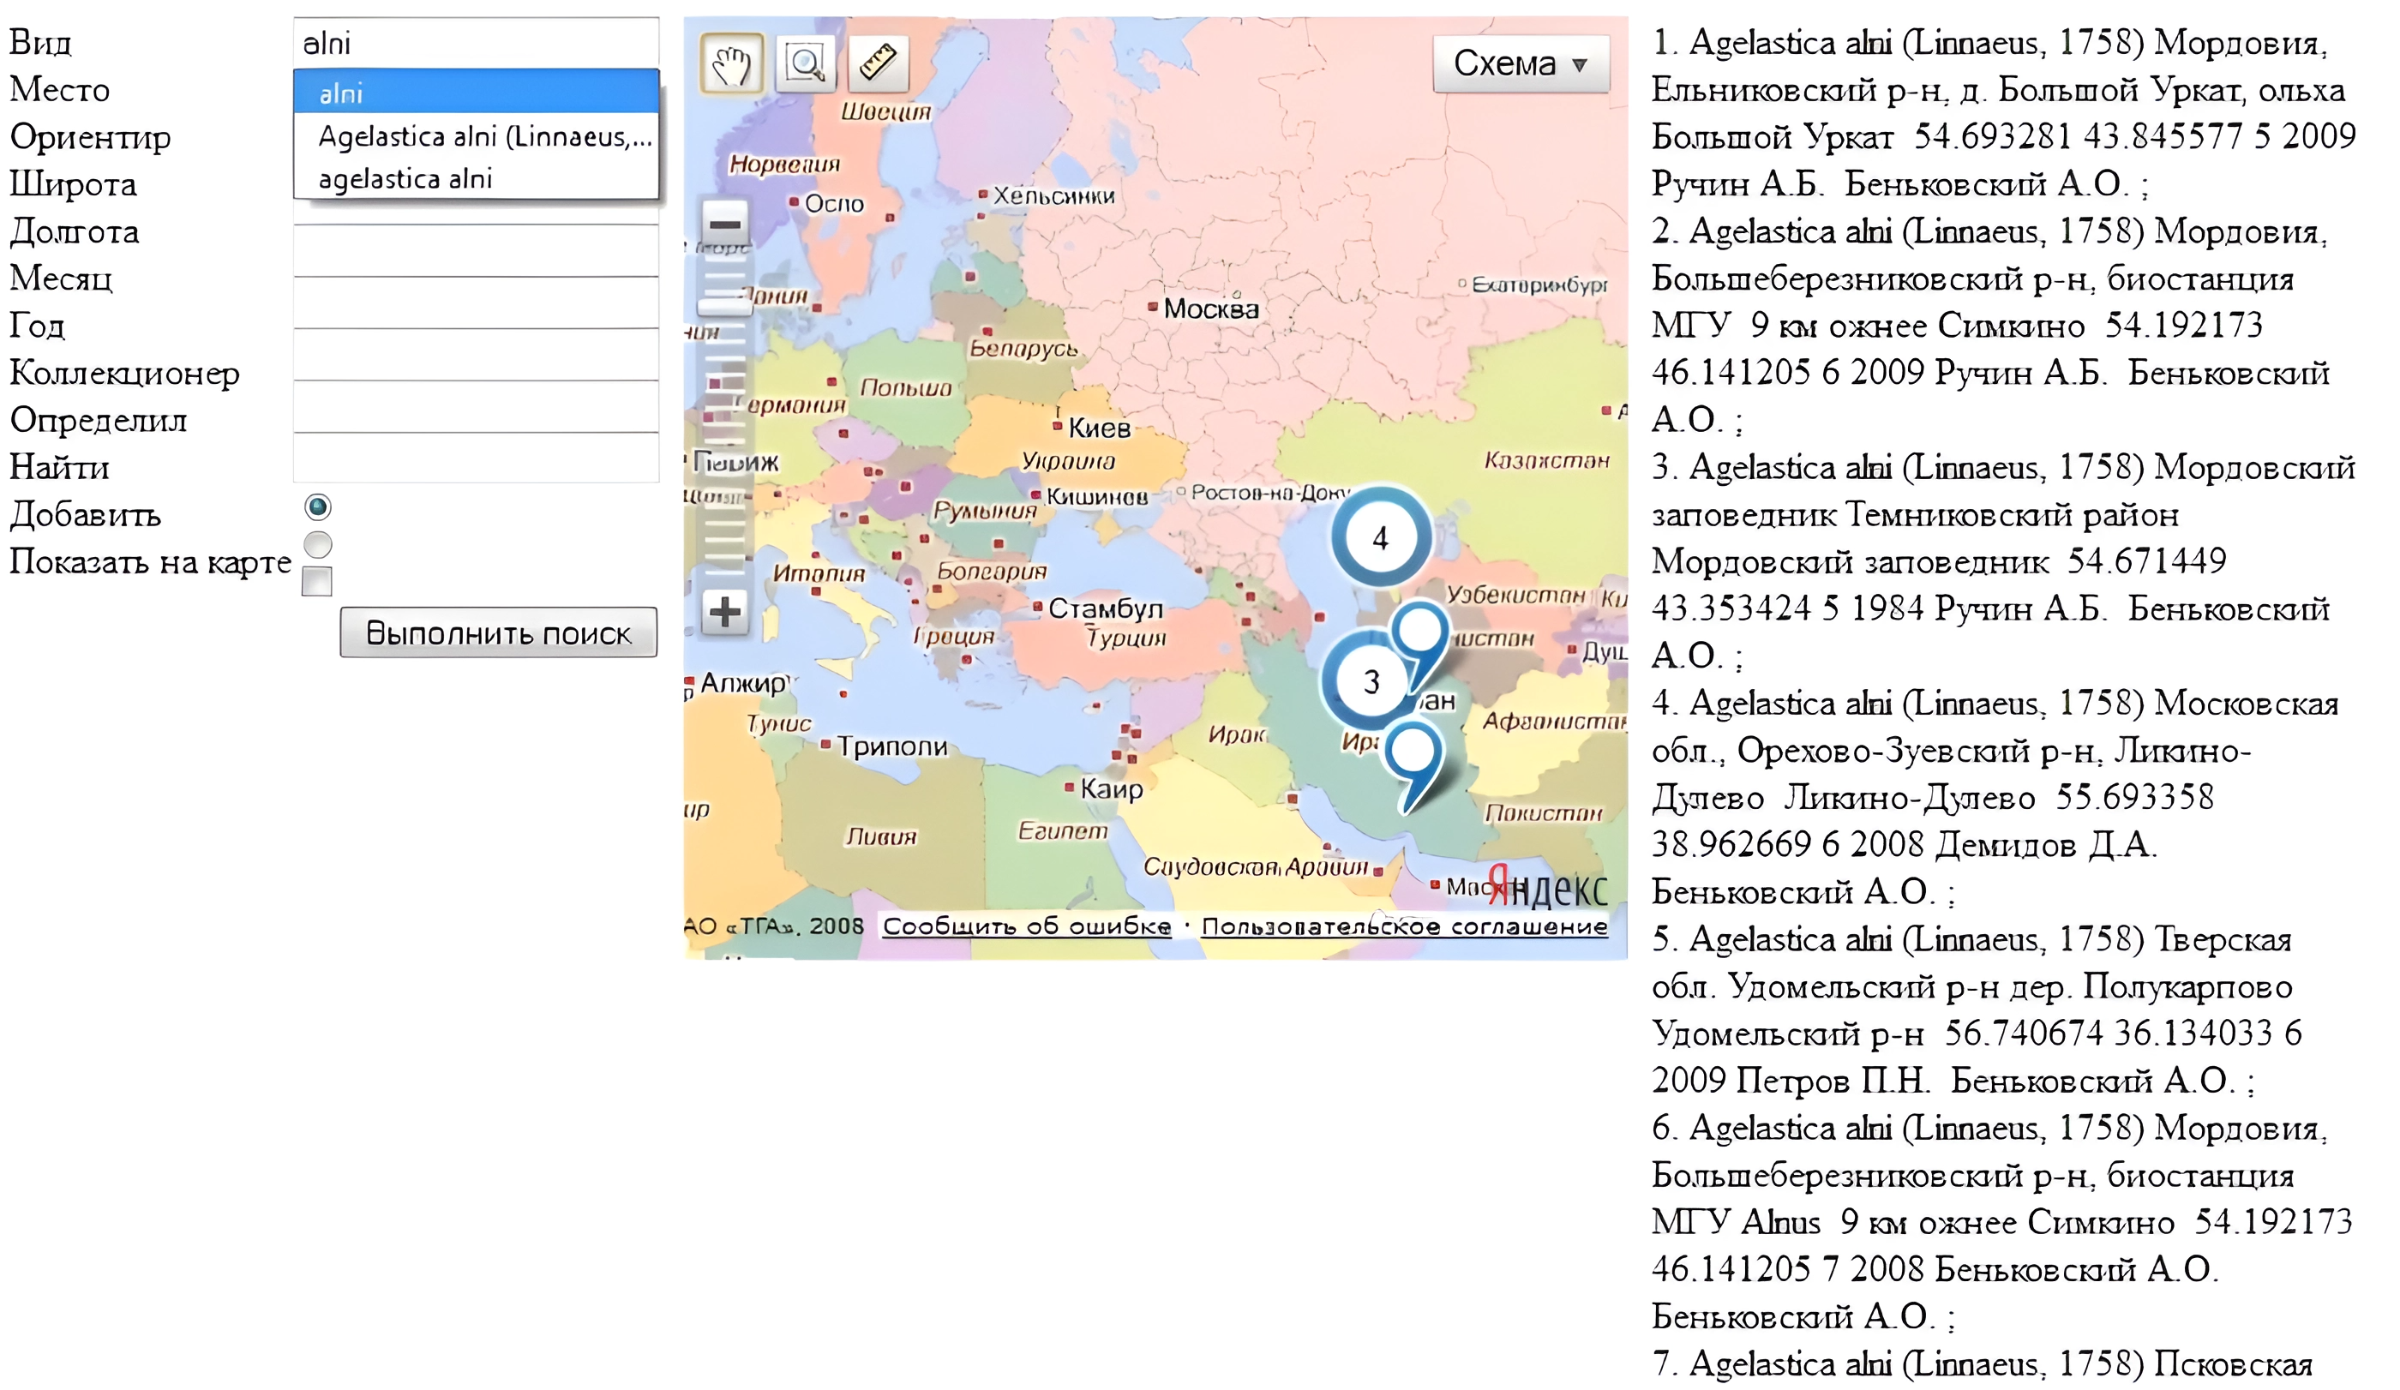 Вид
Место
Ориентир
Широта
Долгота
Месяц
Год
Коллекционер
Определил
Найти
Добавить
Показать на карте
alni
alni
Agelastica alni (Linnaeus,...
agelastica alni
Выполнить поиск
Схема
Швеция
Норвегия
Хельсинки
Осло
Екатеринбург
Москва
Беларусь
Польша
Киев
Париж
Украина
Казахстан
Кишинов
Ростов-на-Дону
Румыния
4
Италия
Болгария
Узбекистан
Стамбул
Турция
Греция
истан
Душ
3
Алжир
ан
Тунис
Афганистан
Триполи
Ирак
Каир
Ливия
Египет
Пакистан
Саудовская Аравия
Яндекс
АО «ТГА», 2008 Сообщить об ошибке · Пользовательское соглашение
1. Agelastica alni (Linnaeus, 1758) Мордовия,
Ельниковский р-н, д. Большой Уркат, ольха
Большой Уркат 54.693281 43.845577 5 2009
Ручин А.Б. Беньковский А.О. ;
2. Agelastica alni (Linnaeus, 1758) Мордовия,
Большеберезниковский р-н, биостанция
МГУ 9 км ожнее Симкино 54.192173
46.141205 6 2009 Ручин А.Б. Беньковский
А.О. ;
3. Agelastica alni (Linnaeus, 1758) Мордовский
заповедник Темниковский район
Мордовский заповедник 54.671449
43.353424 5 1984 Ручин А.Б. Беньковский
А.О. ;
4. Agelastica alni (Linnaeus, 1758) Московская
обл., Орехово-Зуевский р-н, Ликино-
Дулево Ликино-Дулево 55.693358
38.962669 6 2008 Демидов Д.А.
Беньковский А.О. ;
5. Agelastica alni (Linnaeus, 1758) Тверская
обл. Удомельский р-н дер. Полукарпово
Удомельский р-н 56.740674 36.134033 6
2009 Петров П.Н. Беньковский А.О. ;
6. Agelastica alni (Linnaeus, 1758) Мордовия,
Большеберезниковский р-н, биостанция
МГУ Alnus 9 км ожнее Симкино 54.192173
46.141205 7 2008 Беньковский А.О.
Беньковский А.О. ;
7. Agelastica alni (Linnaeus, 1758) Псковская